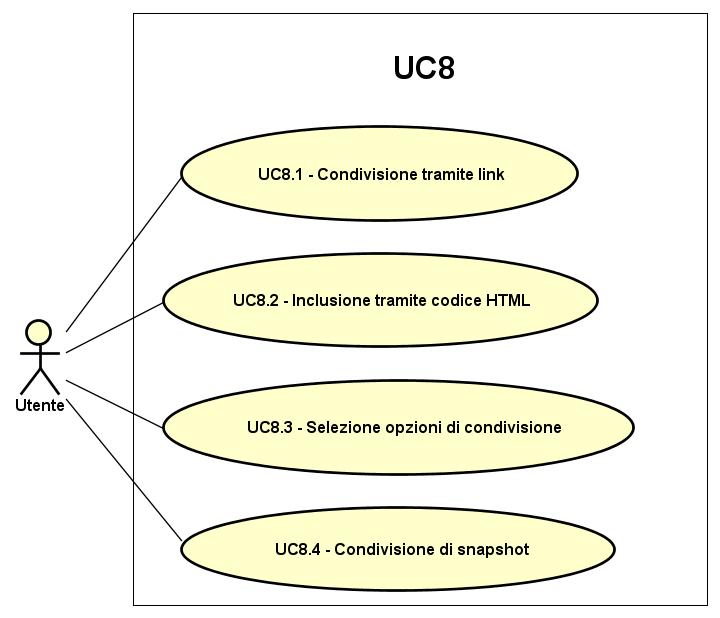 UC8
UC8.1 - Condivisione tramite link
UC8.2 - Inclusione tramite codice HTML
Utente
UC8.3 - Selezione opzioni di condivisione
UC8.4 - Condivisione di snapshot